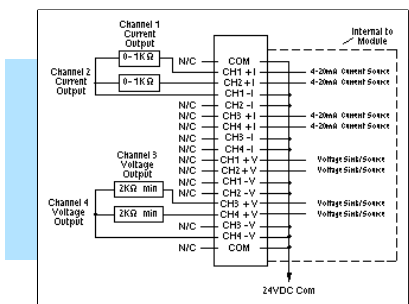 Channel 1
Current
Output
Internal to
Module
0-1KΩ
N/C
COM
Channel 2
Current
Output
0-1KΩ
CH1 +I
4-20mA Current Source
CH2 +I
4-20mA Current Source
CH1 -I
N/C
CH2 -I
N/C
CH3 +I
4-20mA Current Source
N/C
CH4 +I
4-20mA Current Source
N/C
CH3 -I
N/C
CH4 -I
Channel 3
Voltage
Output
N/C
CH1 +V
Voltage Sink/Source
N/C
CH2 +V
Voltage Sink/Source
N/C
CH1 -V
2KΩ min
N/C
CH2 -V
Channel 4
Voltage
Output
CH3 +V
Voltage Sink/Source
2KΩ min
CH4 +V
Voltage Sink/Source
N/C
CH3 -V
CH4 -V
N/C
COM
24VDC Com